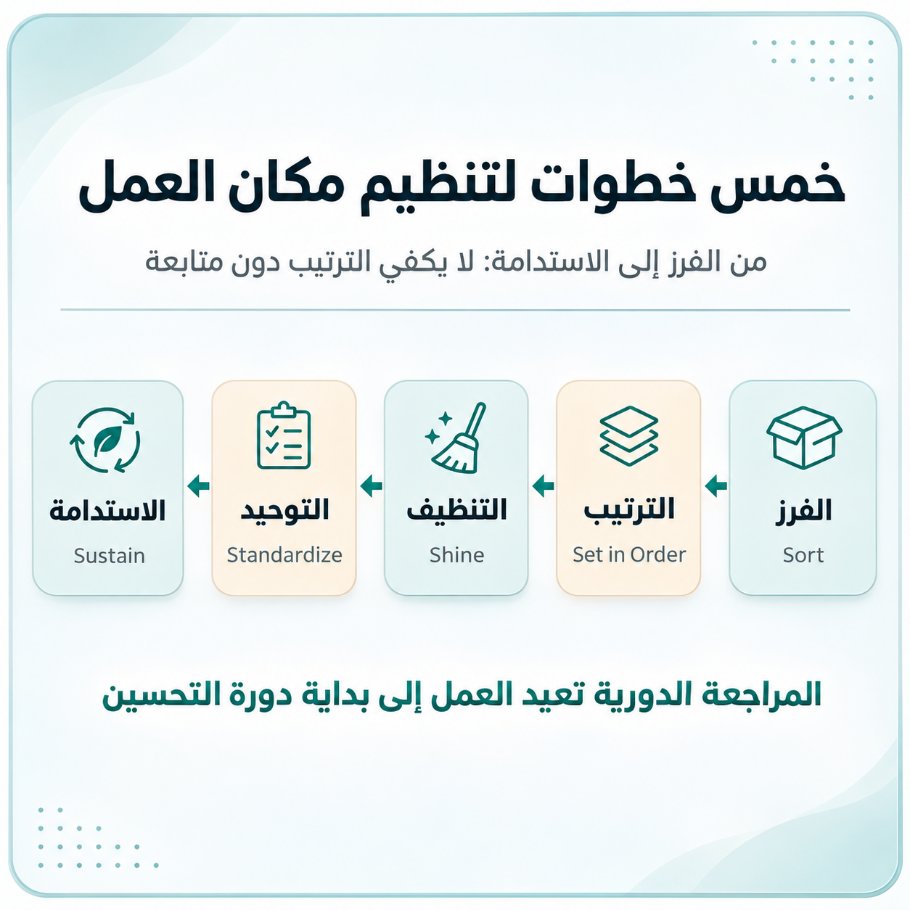 خمس خطوات لتنظيم مكان العمل
من الفرز إلى الاستدامة: لا يكفي الترتيب دون متابعة
الفرز
Sort
الترتيب
Set in Order
التنظيف
Shine
التوحيد
Standardize
الاستدامة
Sustain
المراجعة الدورية تعيد العمل إلى بداية دورة التحسين